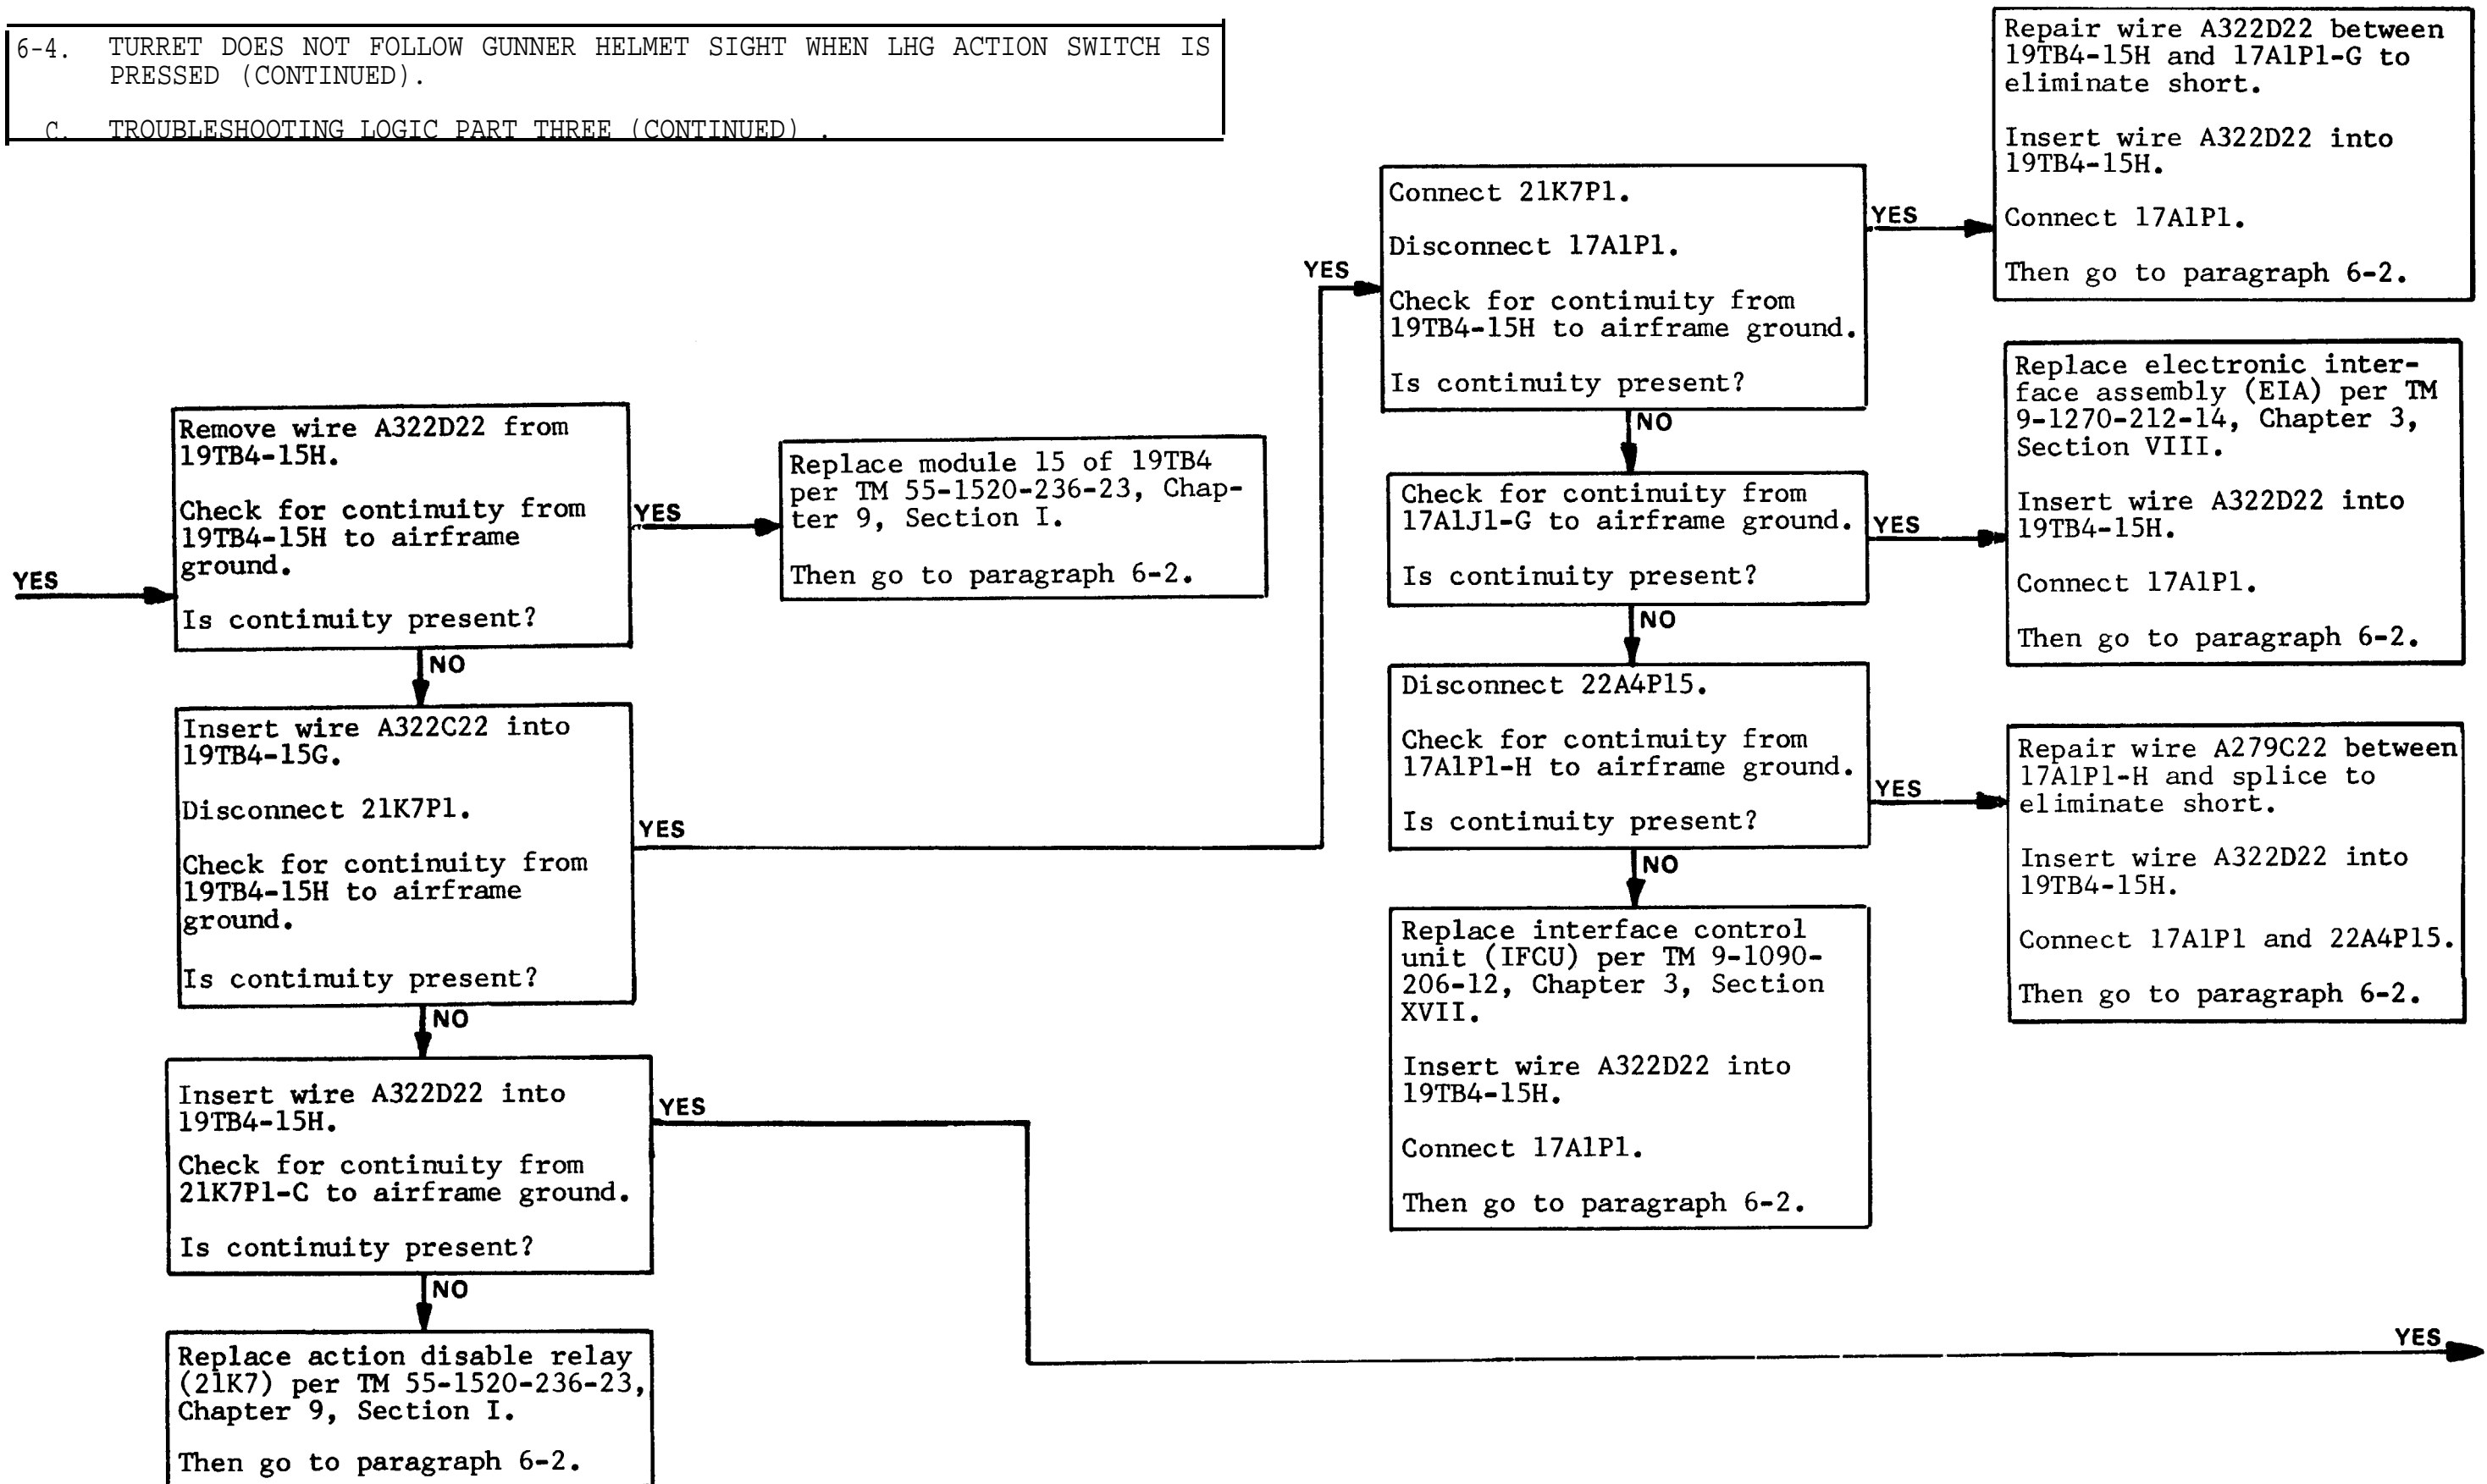 6-4. TURRET DOES NOT FOLLOW GUNNER HELMET SIGHT WHEN LHG ACTION SWITCH IS
PRESSED (CONTINUED).
C. TROUBLESHOOTING LOGIC PART THREE (CONTINUED) .
YES
Remove wire A322D22 from
19TB4-15H.
Check for continuity from
19TB4-15H to airframe
ground.
Is continuity present?
YES
Replace module 15 of 19TB4
per TM 55-1520-236-23, Chap-
ter 9, Section I.
Then go to paragraph 6-2.
NO
Insert wire A322C22 into
19TB4-15G.
Disconnect 21K7P1.
Check for continuity from
19TB4-15H to airframe
ground.
Is continuity present?
YES
NO
Insert wire A322D22 into
19TB4-15H.
Check for continuity from
21K7P1-C to airframe ground.
Is continuity present?
YES
NO
Replace action disable relay
(21K7) per TM 55-1520-236-23,
Chapter 9, Section I.
Then go to paragraph 6-2.
YES
Connect 21K7P1.
Disconnect 17A1P1.
Check for continuity from
19TB4-15H to airframe ground.
Is continuity present?
YES
Repair wire A322D22 between
19TB4-15H and 17A1P1-G to
eliminate short.
Insert wire A322D22 into
19TB4-15H.
Connect 17A1P1.
Then go to paragraph 6-2.
NO
Check for continuity from
17A1J1-G to airframe ground.
Is continuity present?
YES
Replace electronic inter-
face assembly (EIA) per TM
9-1270-212-14, Chapter 3,
Section VIII.
Insert wire A322D22 into
19TB4-15H.
Connect 17A1P1.
Then go to paragraph 6-2.
NO
Disconnect 22A4P15.
Check for continuity from
17A1P1-H to airframe ground.
Is continuity present?
YES
Repair wire A279C22 between
17A1P1-H and splice to
eliminate short.
Insert wire A322D22 into
19TB4-15H.
Connect 17A1P1 and 22A4P15.
Then go to paragraph 6-2.
NO
Replace interface control
unit (IFCU) per TM 9-1090-
206-12, Chapter 3, Section
XVII.
Insert wire A322D22 into
19TB4-15H.
Connect 17A1P1.
Then go to paragraph 6-2.
YES